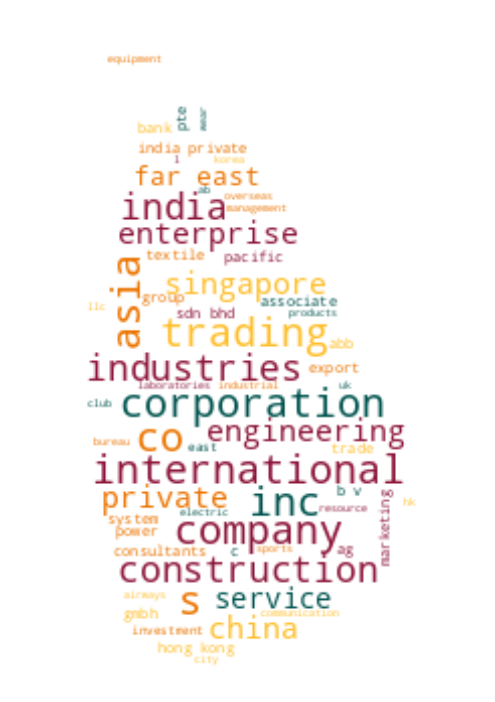 equipment
pte
wear
bank
india private
l
korea
far east
ab
overseas
india
management
enterprise
textile
pacific
asia
singapore
group
associate
llc
sdn bhd
products
trading
abb
industries
export
laboratories
industrial
uk
club
corporation
co
engineering
bureau
east
trade
international
private
inc
b v
marketing
hk
electric
resource
system
power
company
consultants
c
sports
ag
construction
airways
s
service
gmbh
communication
investment
china
hong kong
city